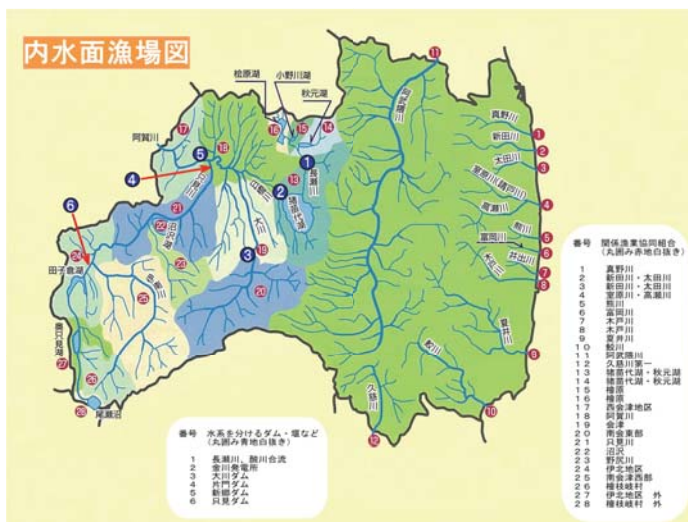 内水面漁場図
桧原湖
小野川湖
秋元湖
阿賀川
阿武隈川
真野川
新田川
太田川
室原川(請戸川)
高瀬川
熊川
富岡川
井出川
木戸川
長瀬川
猪苗代湖
日橋川
大川
只見川
沼沢湖
田子倉湖
伊南川
奥只見湖
尾瀬沼
夏井川
鮫川
久慈川
番号 関係漁業協同組合
(丸囲み赤地白抜き)
1 真野川
2 新田川・太田川
3 新田川・太田川
4 室原川・高瀬川
5 熊川
6 富岡川
7 木戸川
8 木戸川
9 夏井川
10 鮫川
11 阿武隈川
12 久慈川第一
13 猪苗代湖・秋元湖
14 猪苗代湖・秋元湖
15 檜原
16 檜原
17 西会津地区
18 阿賀川
19 会津
20 南会東部
21 只見川
22 沼沢
23 野尻川
24 伊北地区
25 南会津西部
26 檜枝岐村
27 伊北地区 外
28 檜枝岐村 外
番号 水系を分けるダム・堰など
(丸囲み青地白抜き)
1 長瀬川、酸川合流
2 金川発電所
3 大川ダム
4 片門ダム
5 新郷ダム
6 只見ダム